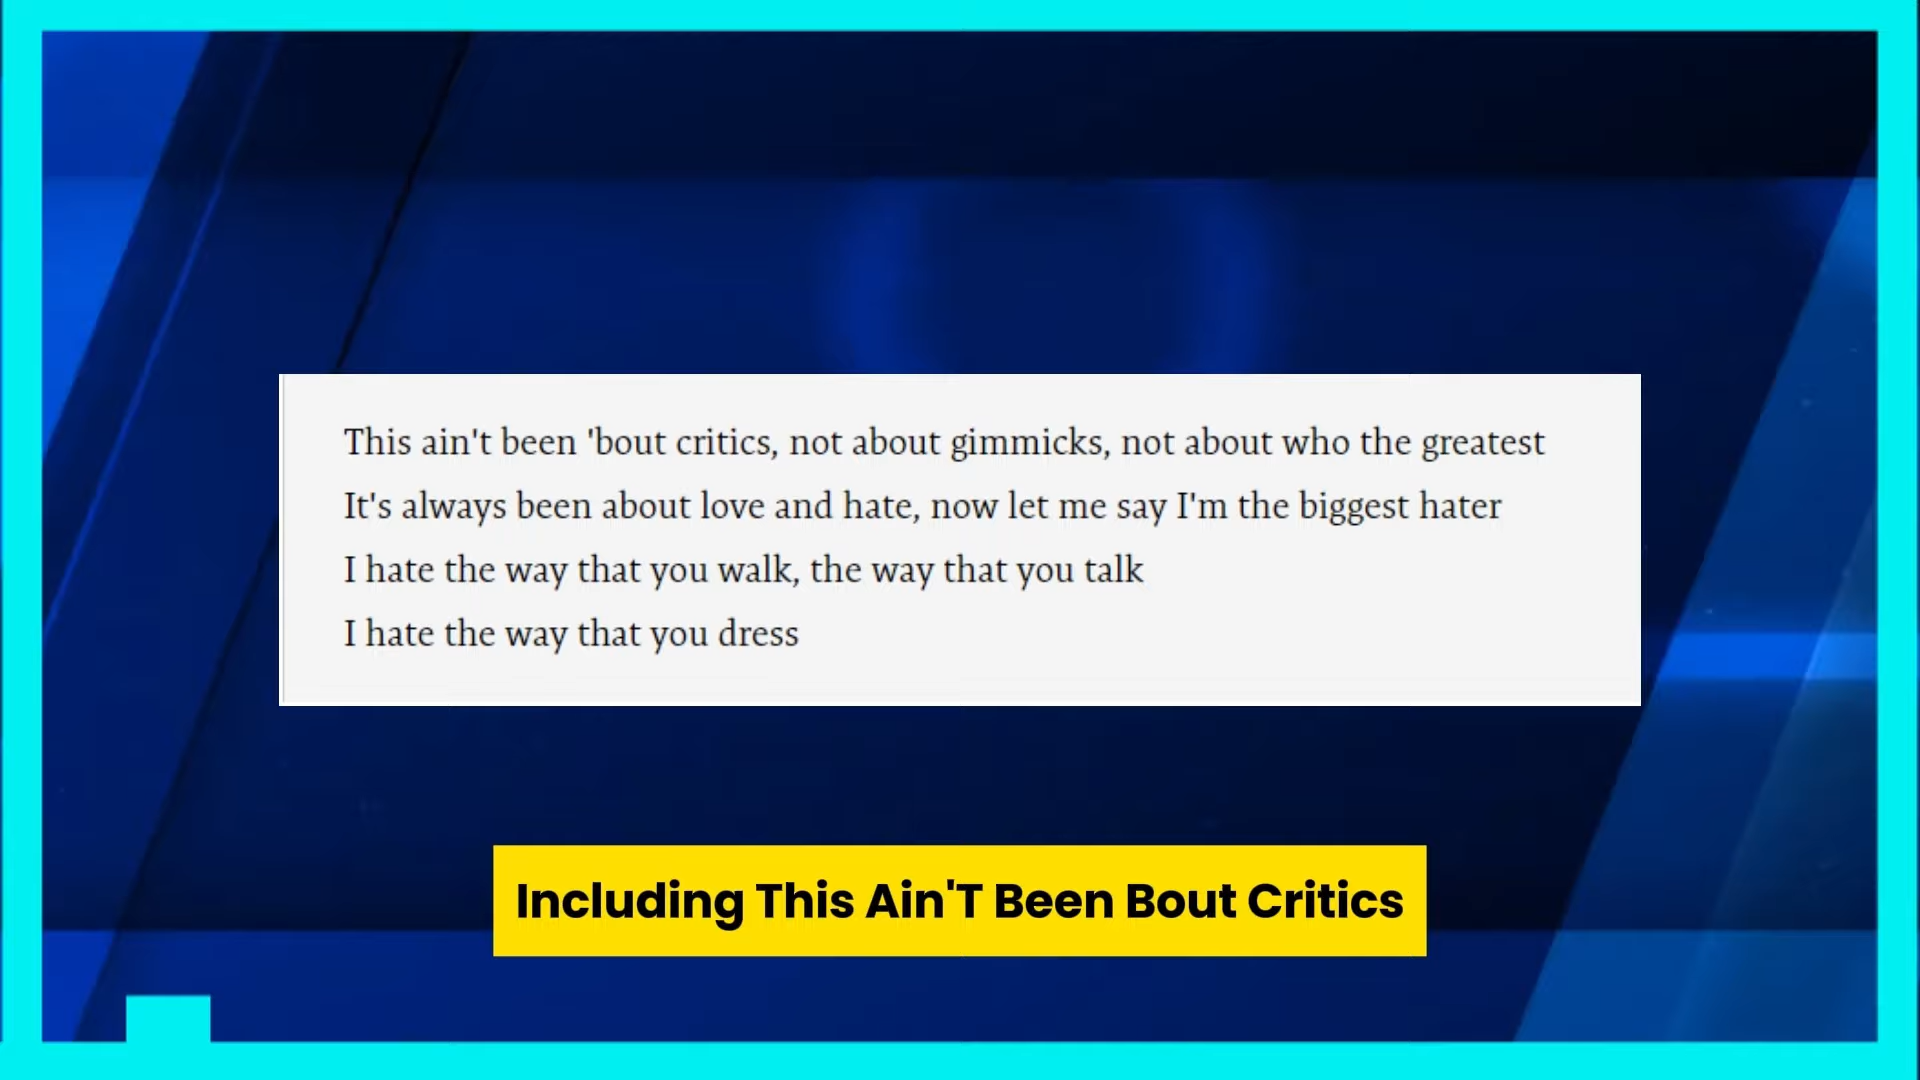 This ain't been 'bout critics, not about gimmicks, not about who the greatest
It's always been about love and hate, now let me say I'm the biggest hater
I hate the way that you walk, the way that you talk
I hate the way that you dress
Including This Ain'T Been Bout Critics